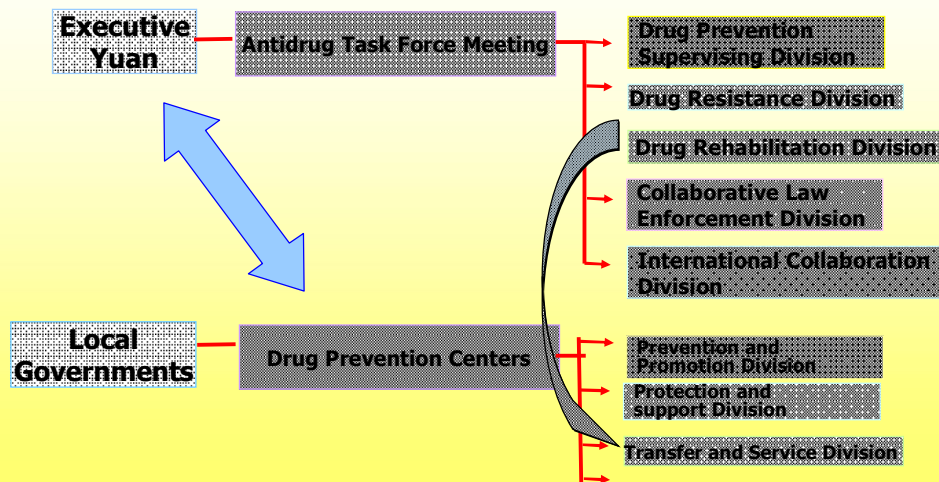 Executive
Yuan
Antidrug Task Force Meeting
Drug Prevention
Supervising Division
Drug Resistance Division
Drug Rehabilitation Division
Collaborative Law
Enforcement Division
International Collaboration
Division
Local
Governments
Drug Prevention Centers
Prevention and
Promotion Division
Protection and
support Division
Transfer and Service Division